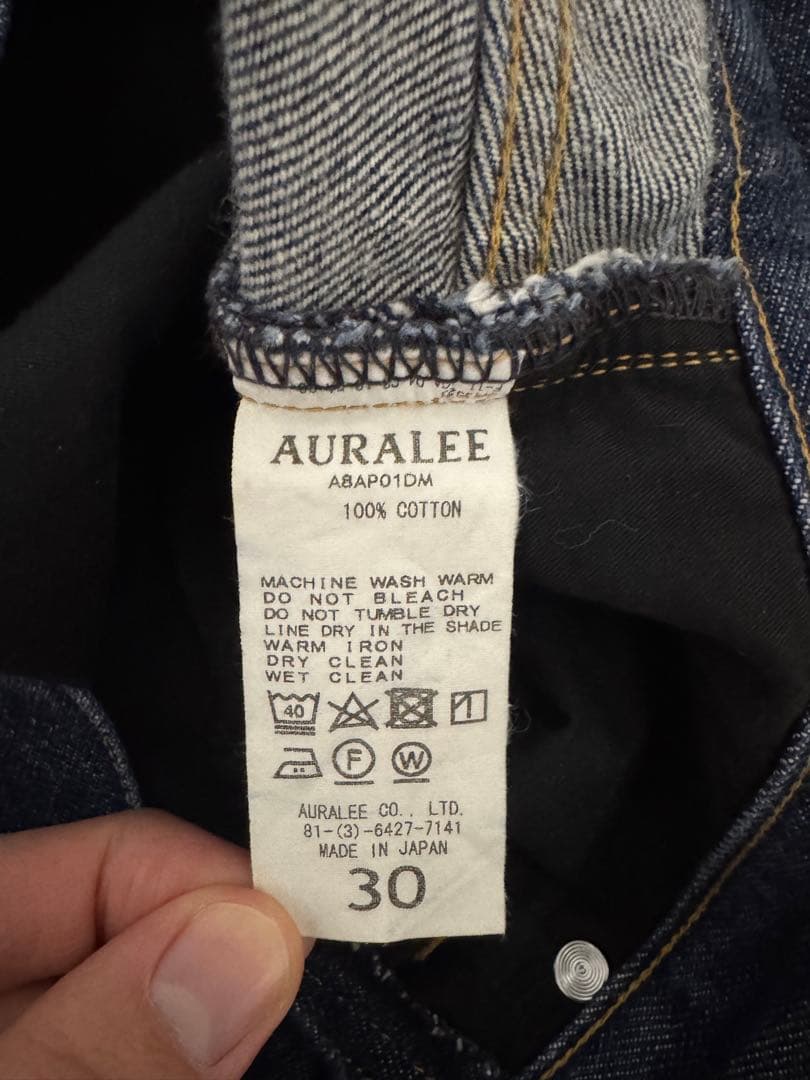 AURALEE
A8AP01DM
100% COTTON
MACHINE WASH WARM
DO NOT BLEACH
DO NOT TUMBLE DRY
LINE DRY IN THE SHADE
WARM IRON
DRY CLEAN
WET CLEAN
40
F W
AURALEE CO., LTD.
81-(3)-6427-7141
MADE IN JAPAN
30